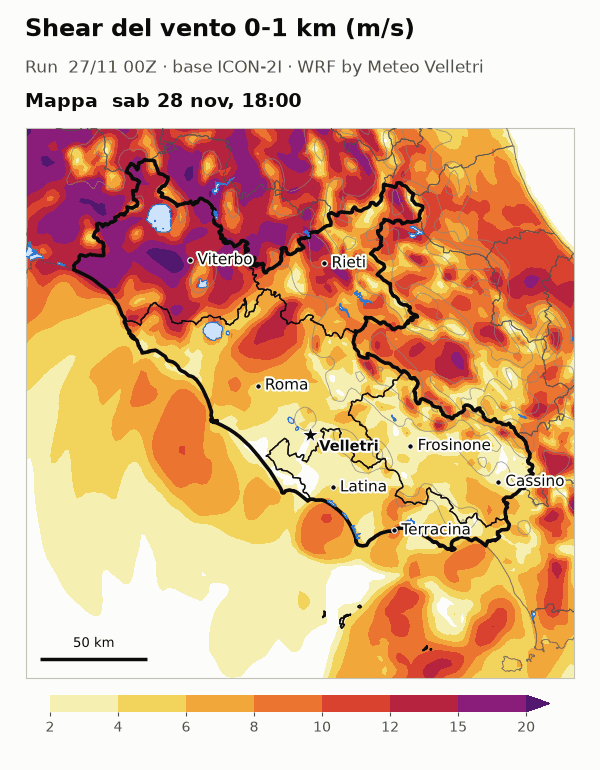 Shear del vento 0-1 km (m/s)
Run 27/11 00Z · base ICON-2I · WRF by Meteo Velletri
Mappa sab 28 nov, 18:00
Viterbo
Rieti
Roma
Velletri
Frosinone
Cassino
Latina
Terracina
50 km
2 4 6 8 10 12 15 20